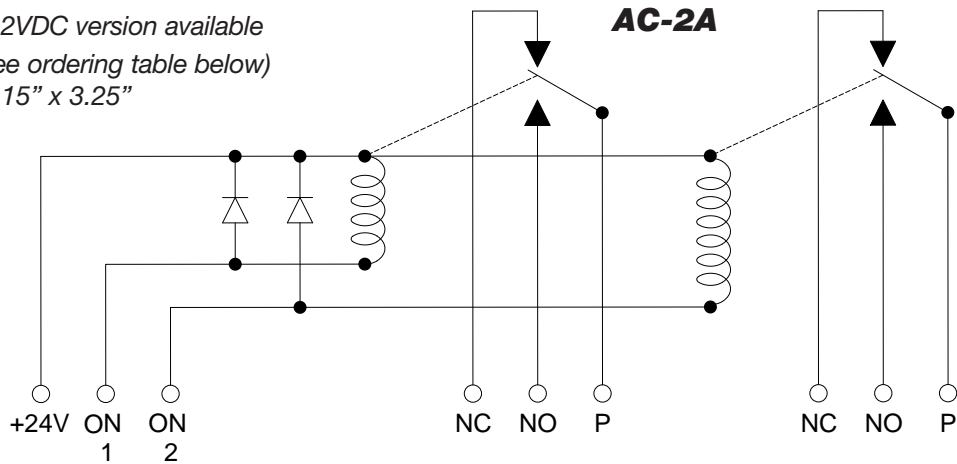 2VDC version available
ee ordering table below)
15” x 3.25”
AC-2A
+24V ON ON NC NO P NC NO P
1 2